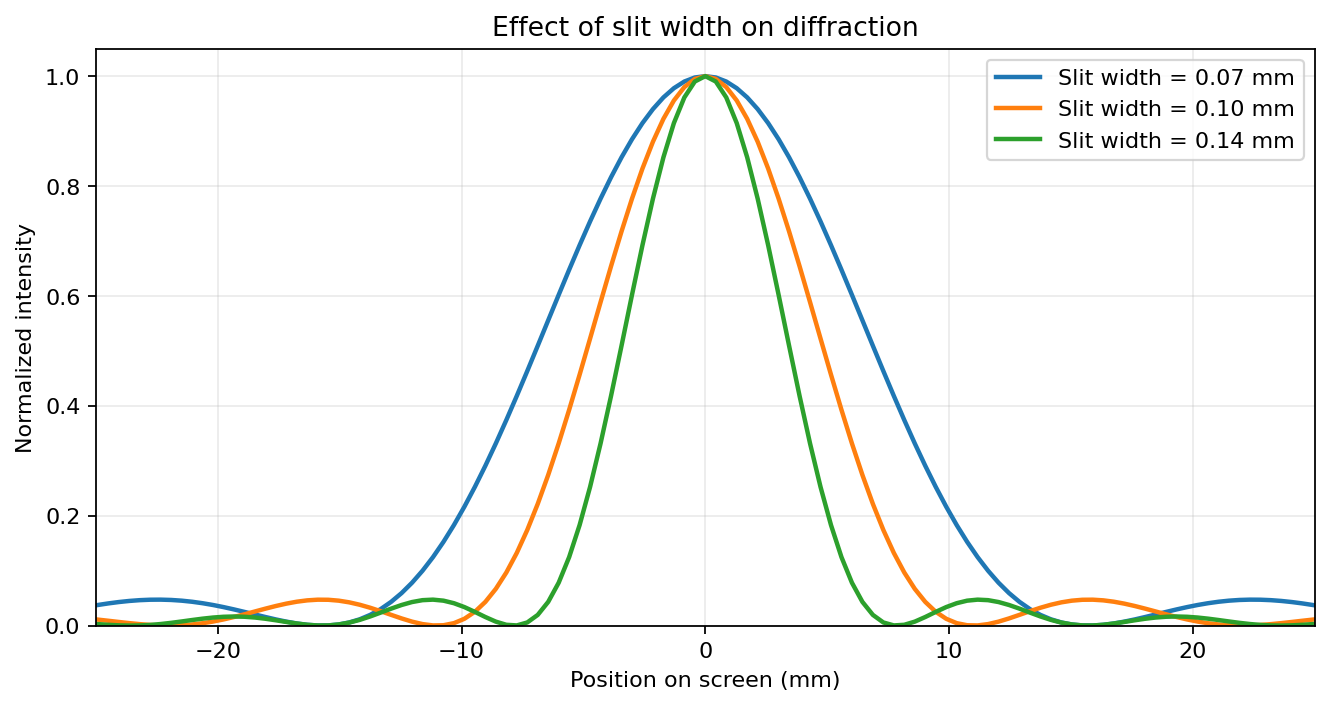 Effect of slit width on diffraction
Slit width = 0.07 mm
Slit width = 0.10 mm
Slit width = 0.14 mm
Normalized intensity
1.0
0.8
0.6
0.4
0.2
0.0
−20
−10
0
10
20
Position on screen (mm)